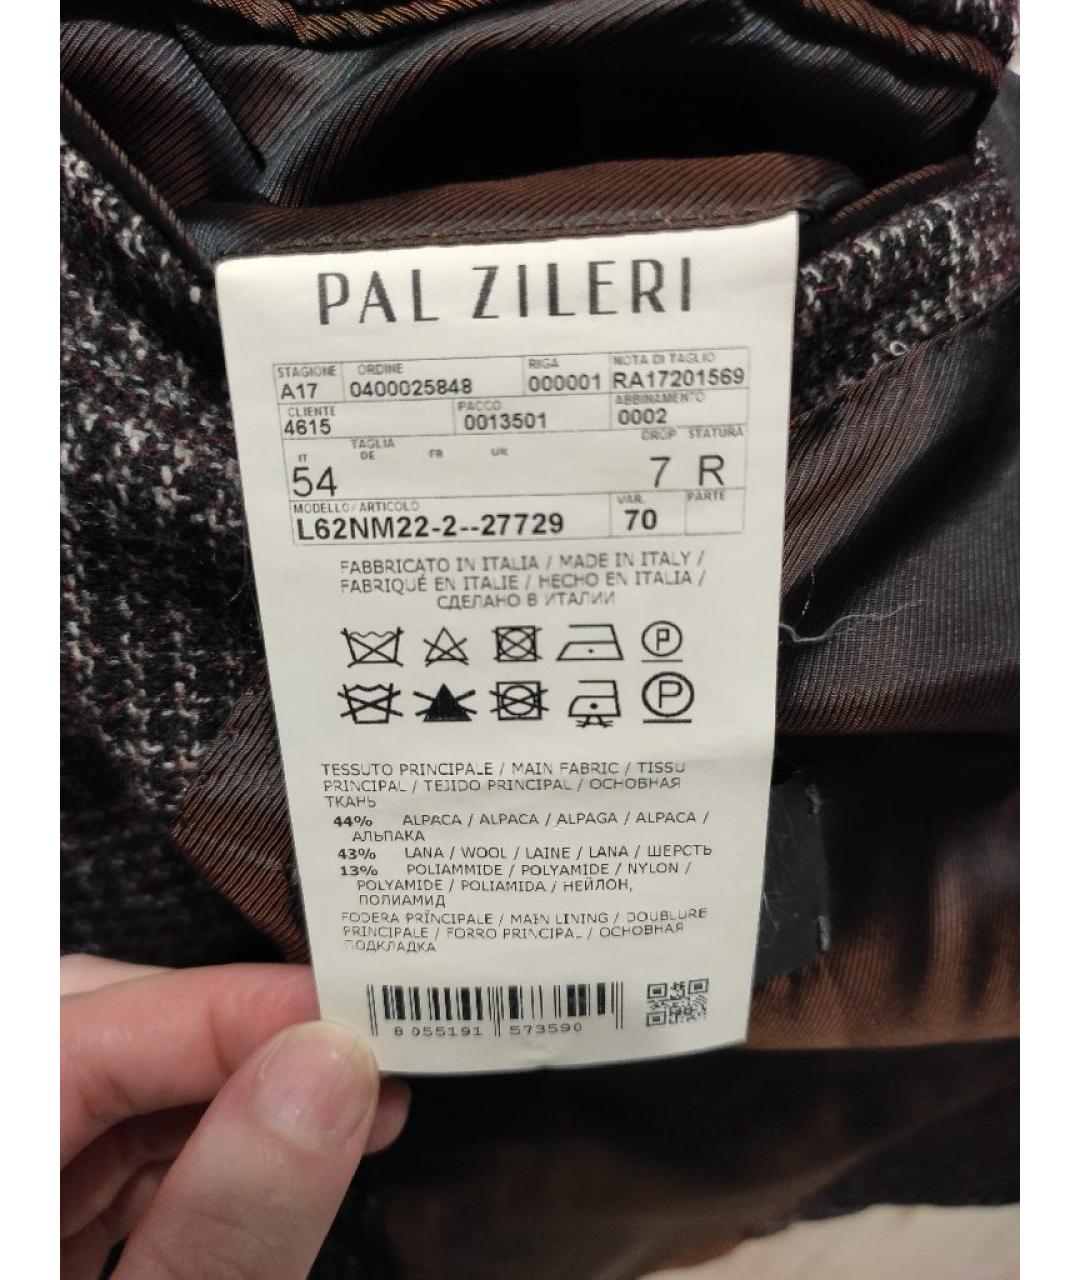 PAL ZILERI
STAGIONE ORDINE RIGA NOTA DI TAGLIO
A17 0400025848 000001 RA17201569
CLIENTE PACCO ABBINAMENTO
4615 0013501 0002
TAGLIA DROP STATURA
IT DE FR UK
54 7 R
MODELLO/ARTICOLO VAR. PARTE
L62NM22-2--27729 70
FABBRICATO IN ITALIA / MADE IN ITALY /
FABRIQUÉ EN ITALIE / HECHO EN ITALIA /
СДЕЛАНО В ИТАЛИИ
P
P
TESSUTO PRINCIPALE / MAIN FABRIC / TISSU
PRINCIPAL / TEJIDO PRINCIPAL / ОСНОВНАЯ
ТКАНЬ
44% ALPACA / ALPACA / ALPAGA / ALPACA /
АЛЬПАКА
43% LANA / WOOL / LAINE / LANA / ШЕРСТЬ
13% POLIAMMIDE / POLYAMIDE / NYLON /
POLYAMIDE / POLIAMIDA / НЕЙЛОН,
ПОЛИАМИД
FODERA PRINCIPALE / MAIN LINING / DOUBLURE
PRINCIPALE / FORRO PRINCIPAL / ОСНОВНАЯ
ПОДКЛАДКА
8 055191 573590